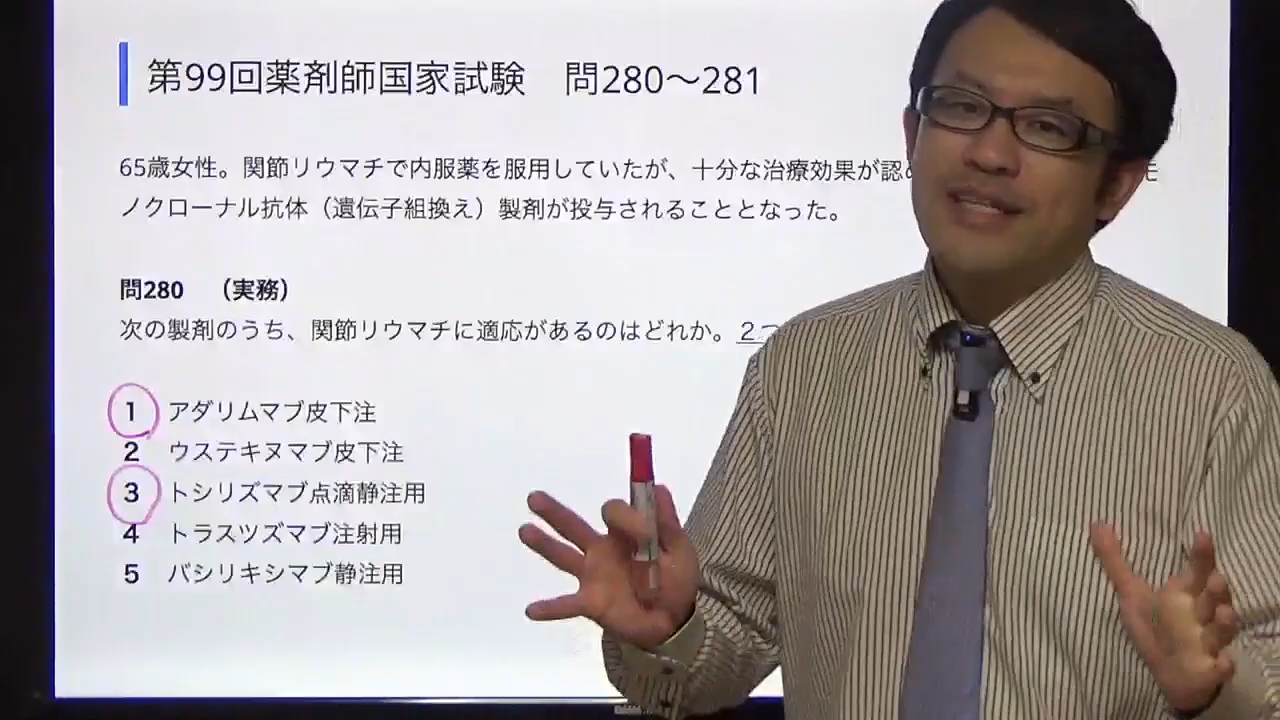 第99回薬剤師国家試験　問280〜281
65歳女性。関節リウマチで内服薬を服用していたが、十分な治療効果が認
ノクローナル抗体（遺伝子組換え）製剤が投与されることとなった。
問280　（実務）
次の製剤のうち、関節リウマチに適応があるのはどれか。2つ
1 アダリムマブ皮下注
2 ウステキヌマブ皮下注
3 トシリズマブ点滴静注用
4 トラスツズマブ注射用
5 バシリキシマブ静注用